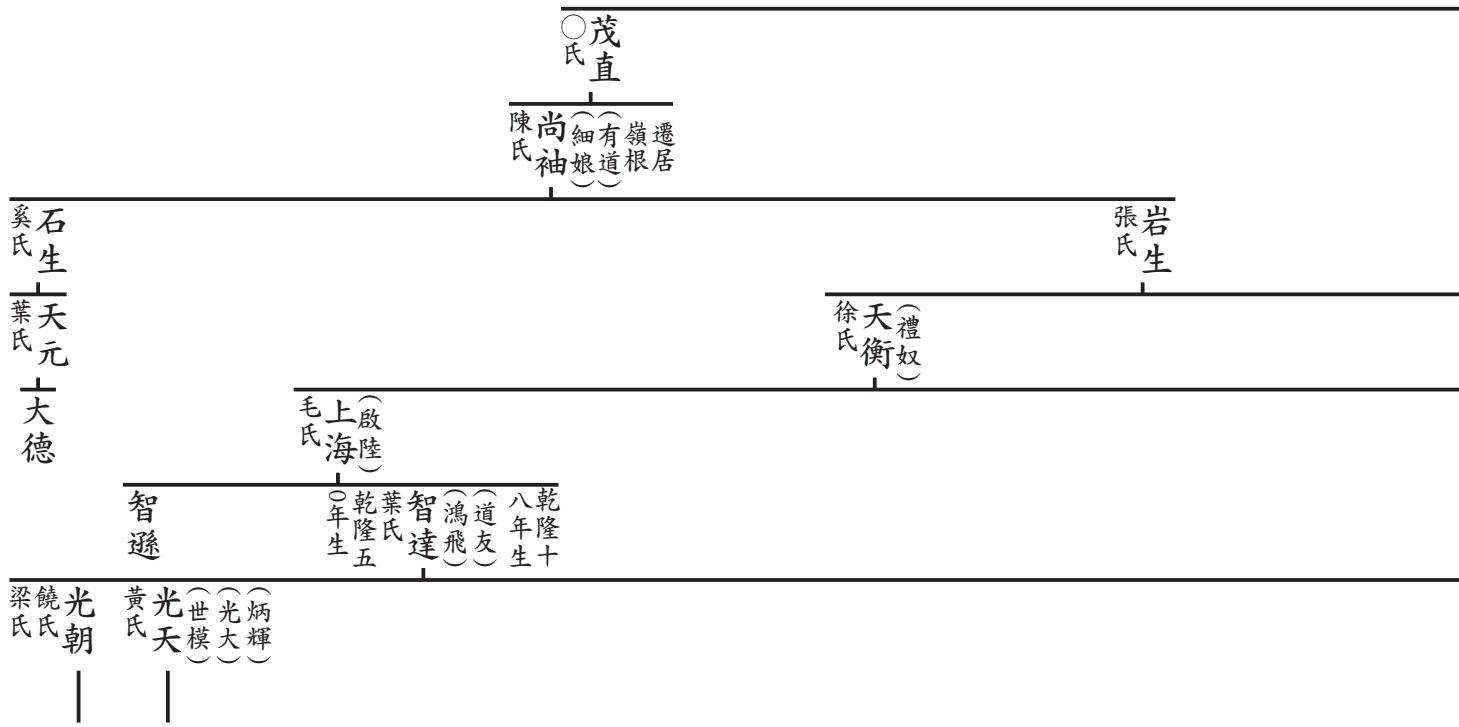 茂直
◯氏
遷居
嶺根
(有道)
(細娘)
尚袖
陳氏
岩生
張氏
石生
奚氏
(禮奴)
天衡
徐氏
天元
葉氏
(啟陸)
上海
毛氏
大德
乾隆十
八年生
(道友)
(鴻飛)
智達
葉氏
乾隆五
0年生
智遜
(炳輝)
(光大)
(世模)
光天
黃氏
光朝
饒氏
梁氏